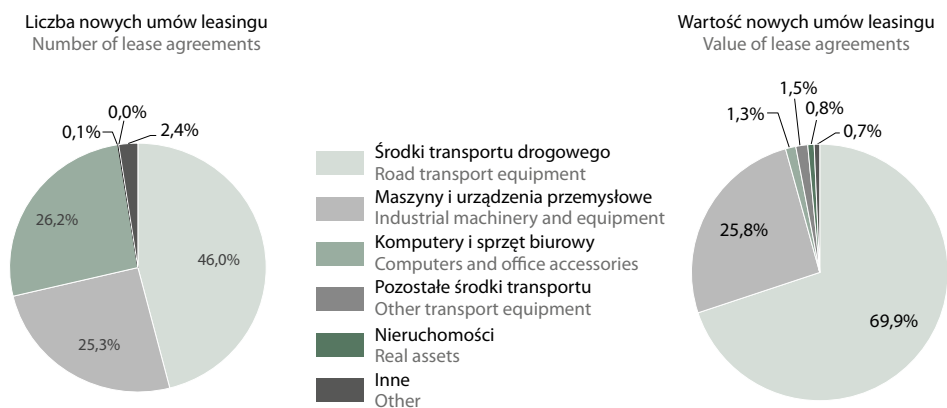 Liczba nowych umów leasingu
Number of lease agreements
0,0%
0,1%
2,4%
26,2%
46,0%
25,3%
Środki transportu drogowego
Road transport equipment
Maszyny i urządzenia przemysłowe
Industrial machinery and equipment
Komputery i sprzęt biurowy
Computers and office accessories
Pozostałe środki transportu
Other transport equipment
Nieruchomości
Real assets
Inne
Other
Wartość nowych umów leasingu
Value of lease agreements
1,5%
1,3%
0,8%
0,7%
25,8%
69,9%